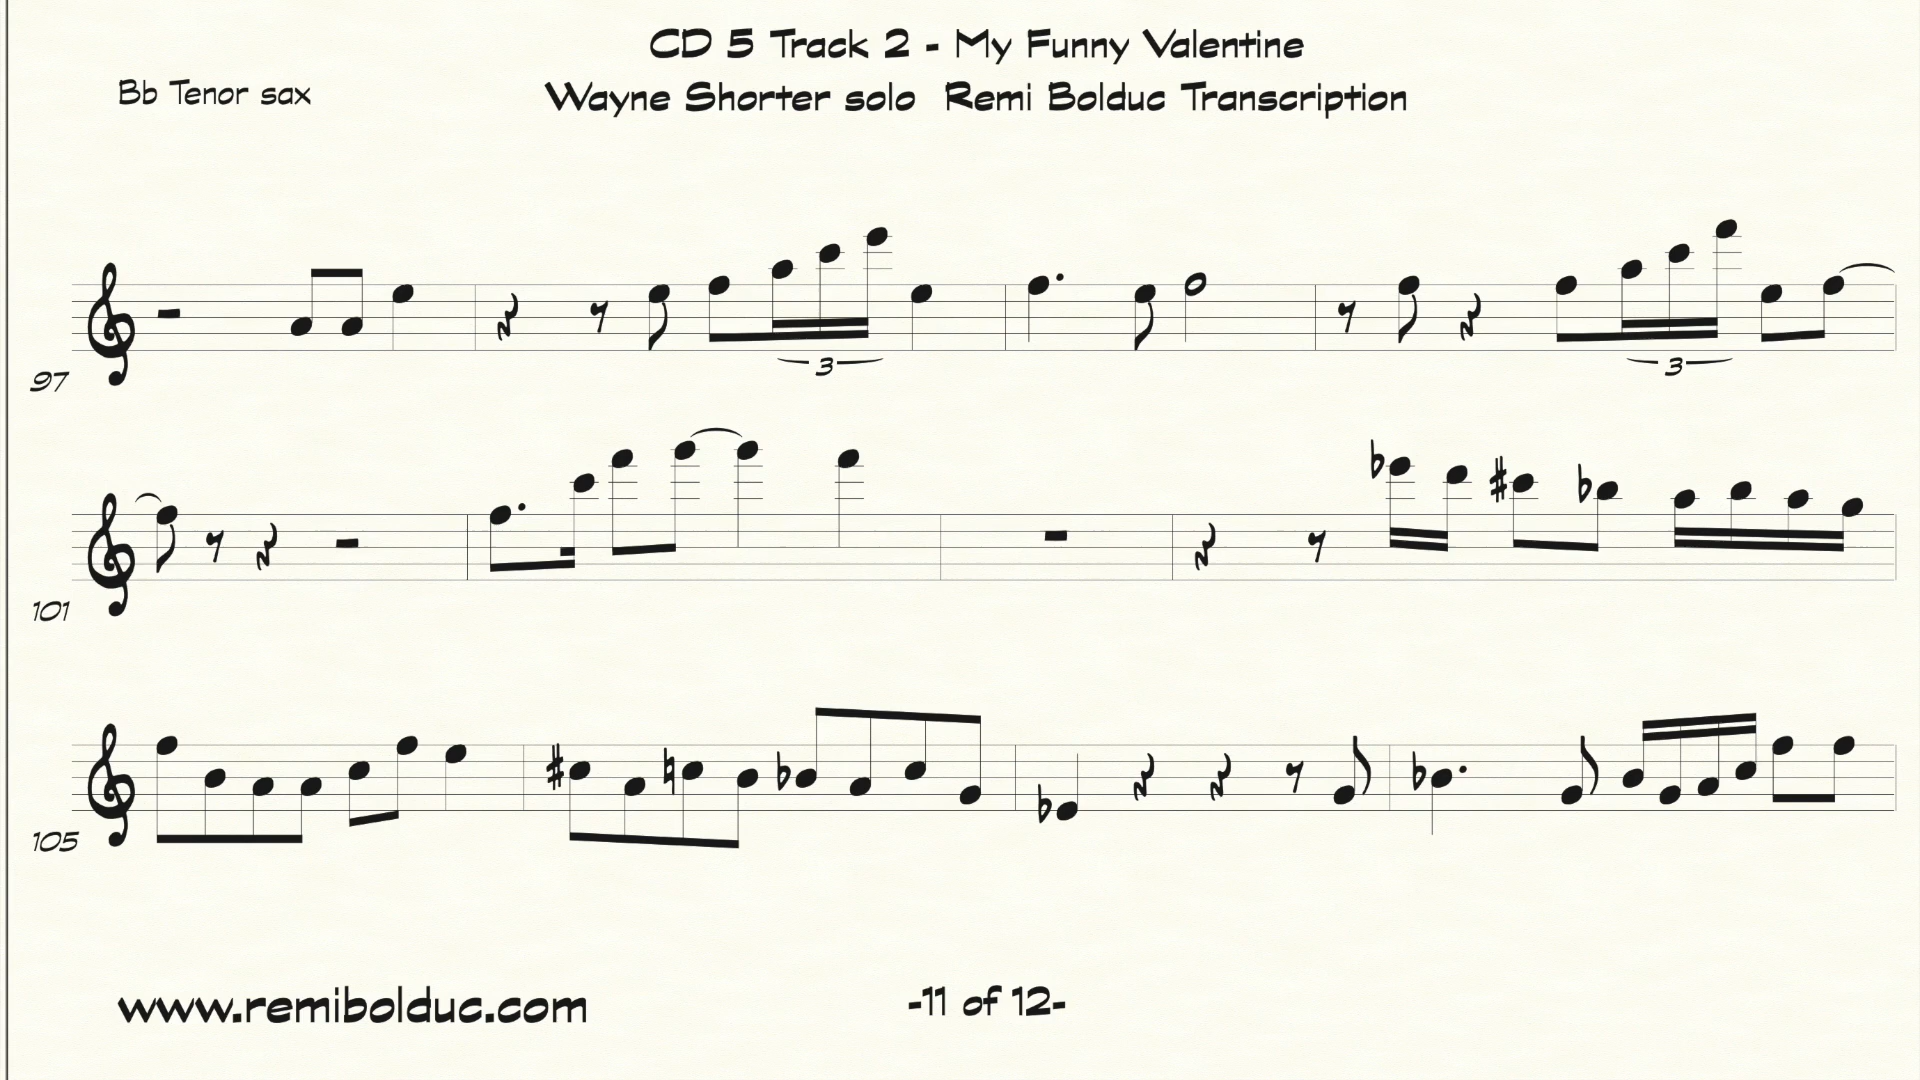 CD 5 Track 2 - My Funny Valentine
Bb Tenor sax
Wayne Shorter solo Remi Bolduc Transcription
3
3
97
101
105
www.remibolduc.com
-11 of 12-